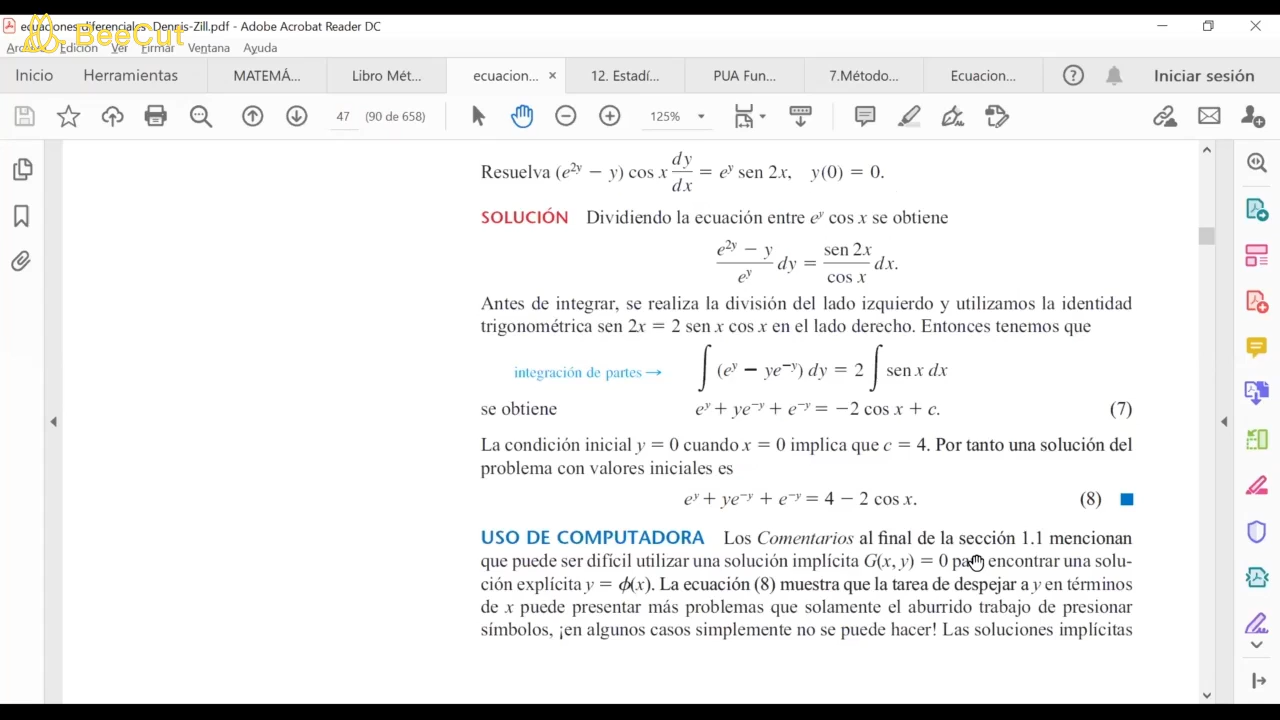 ecuaciones diferenciales Dennis-Zill.pdf - Adobe Acrobat Reader DC
BeeCut
Edición Ver Firmar Ventana Ayuda
Inicio Herramientas MATEMÁ... Libro Mét... ecuacion... × 12. Estadí... PUA Fun... 7.Método... Ecuacion... Iniciar sesión
47 (90 de 658) 125%
Resuelva (e^{2y} − y) cos x dy/dx = e^y sen 2x, y(0) = 0.
SOLUCIÓN Dividiendo la ecuación entre e^y cos x se obtiene
(e^{2y} − y)/e^y dy = sen 2x/cos x dx.
Antes de integrar, se realiza la división del lado izquierdo y utilizamos la identidad
trigonométrica sen 2x = 2 sen x cos x en el lado derecho. Entonces tenemos que
integración de partes → ∫ (e^y − ye^{−y}) dy = 2 ∫ sen x dx
se obtiene e^y + ye^{−y} + e^{−y} = −2 cos x + c. (7)
La condición inicial y = 0 cuando x = 0 implica que c = 4. Por tanto una solución del
problema con valores iniciales es
e^y + ye^{−y} + e^{−y} = 4 − 2 cos x. (8)
USO DE COMPUTADORA Los Comentarios al final de la sección 1.1 mencionan
que puede ser difícil utilizar una solución implícita G(x, y) = 0 para encontrar una solu-
ción explícita y = ϕ(x). La ecuación (8) muestra que la tarea de despejar a y en términos
de x puede presentar más problemas que solamente el aburrido trabajo de presionar
símbolos, ¡en algunos casos simplemente no se puede hacer! Las soluciones implícitas